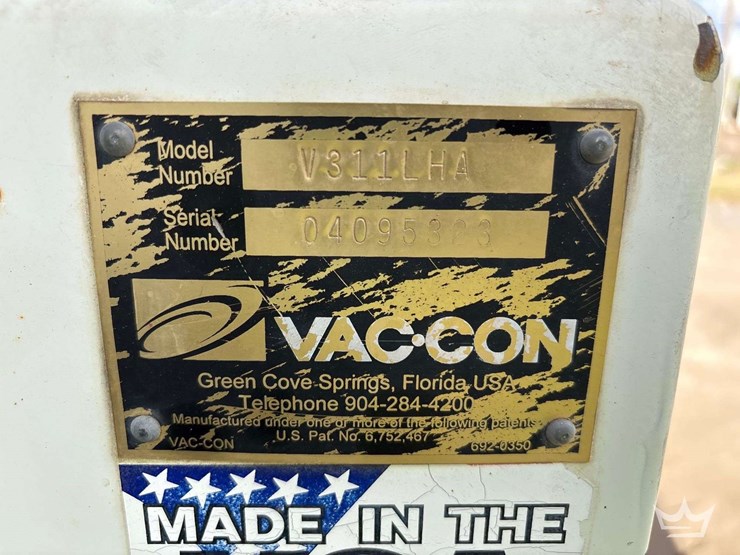 Model
Number V311LHA
Serial
Number
VAC-CON
Green Cove Springs, Florida USA
Telephone 904-284-4200
Manufactured under one or more of the following patents
U.S. Pat. No. 6,752,467
VAC-CON 692-0350
MADE IN THE